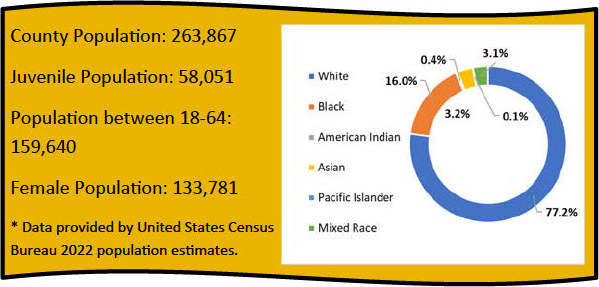 County Population: 263,867
Juvenile Population: 58,051
Population between 18-64:
159,640
Female Population: 133,781
* Data provided by United States Census
Bureau 2022 population estimates.
White
Black
American Indian
Asian
Pacific Islander
Mixed Race
0.4%
3.1%
16.0%
3.2%
0.1%
77.2%